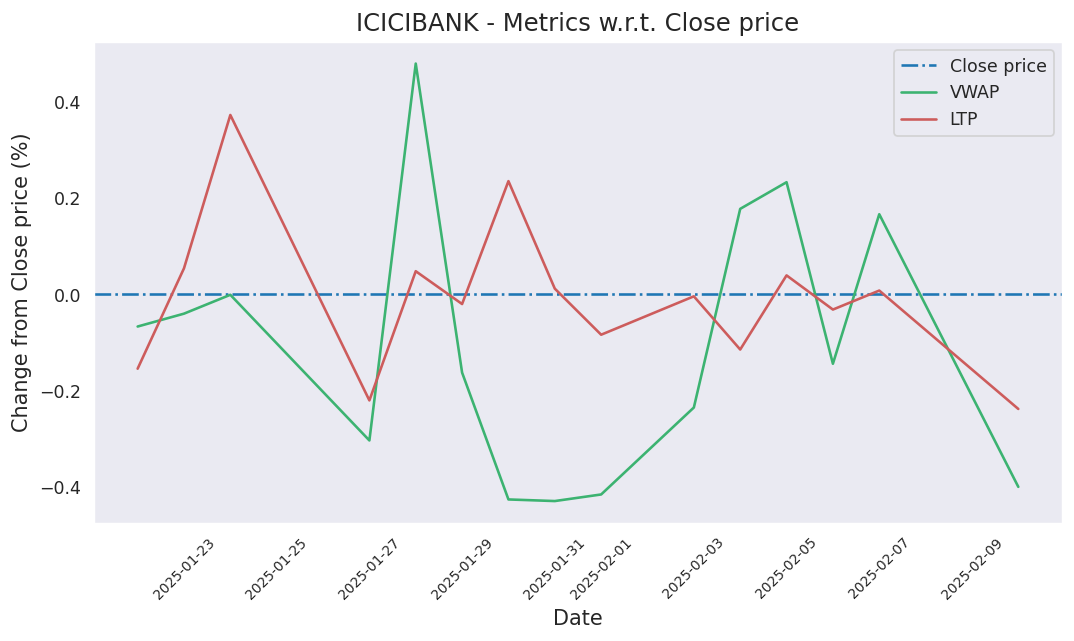 ICICIBANK - Metrics w.r.t. Close price
Close price
VWAP
LTP
Change from Close price (%)
0.4
0.2
0.0
−0.2
−0.4
2025-01-23
2025-01-25
2025-01-27
2025-01-29
2025-01-31
2025-02-01
2025-02-03
2025-02-05
2025-02-07
2025-02-09
Date